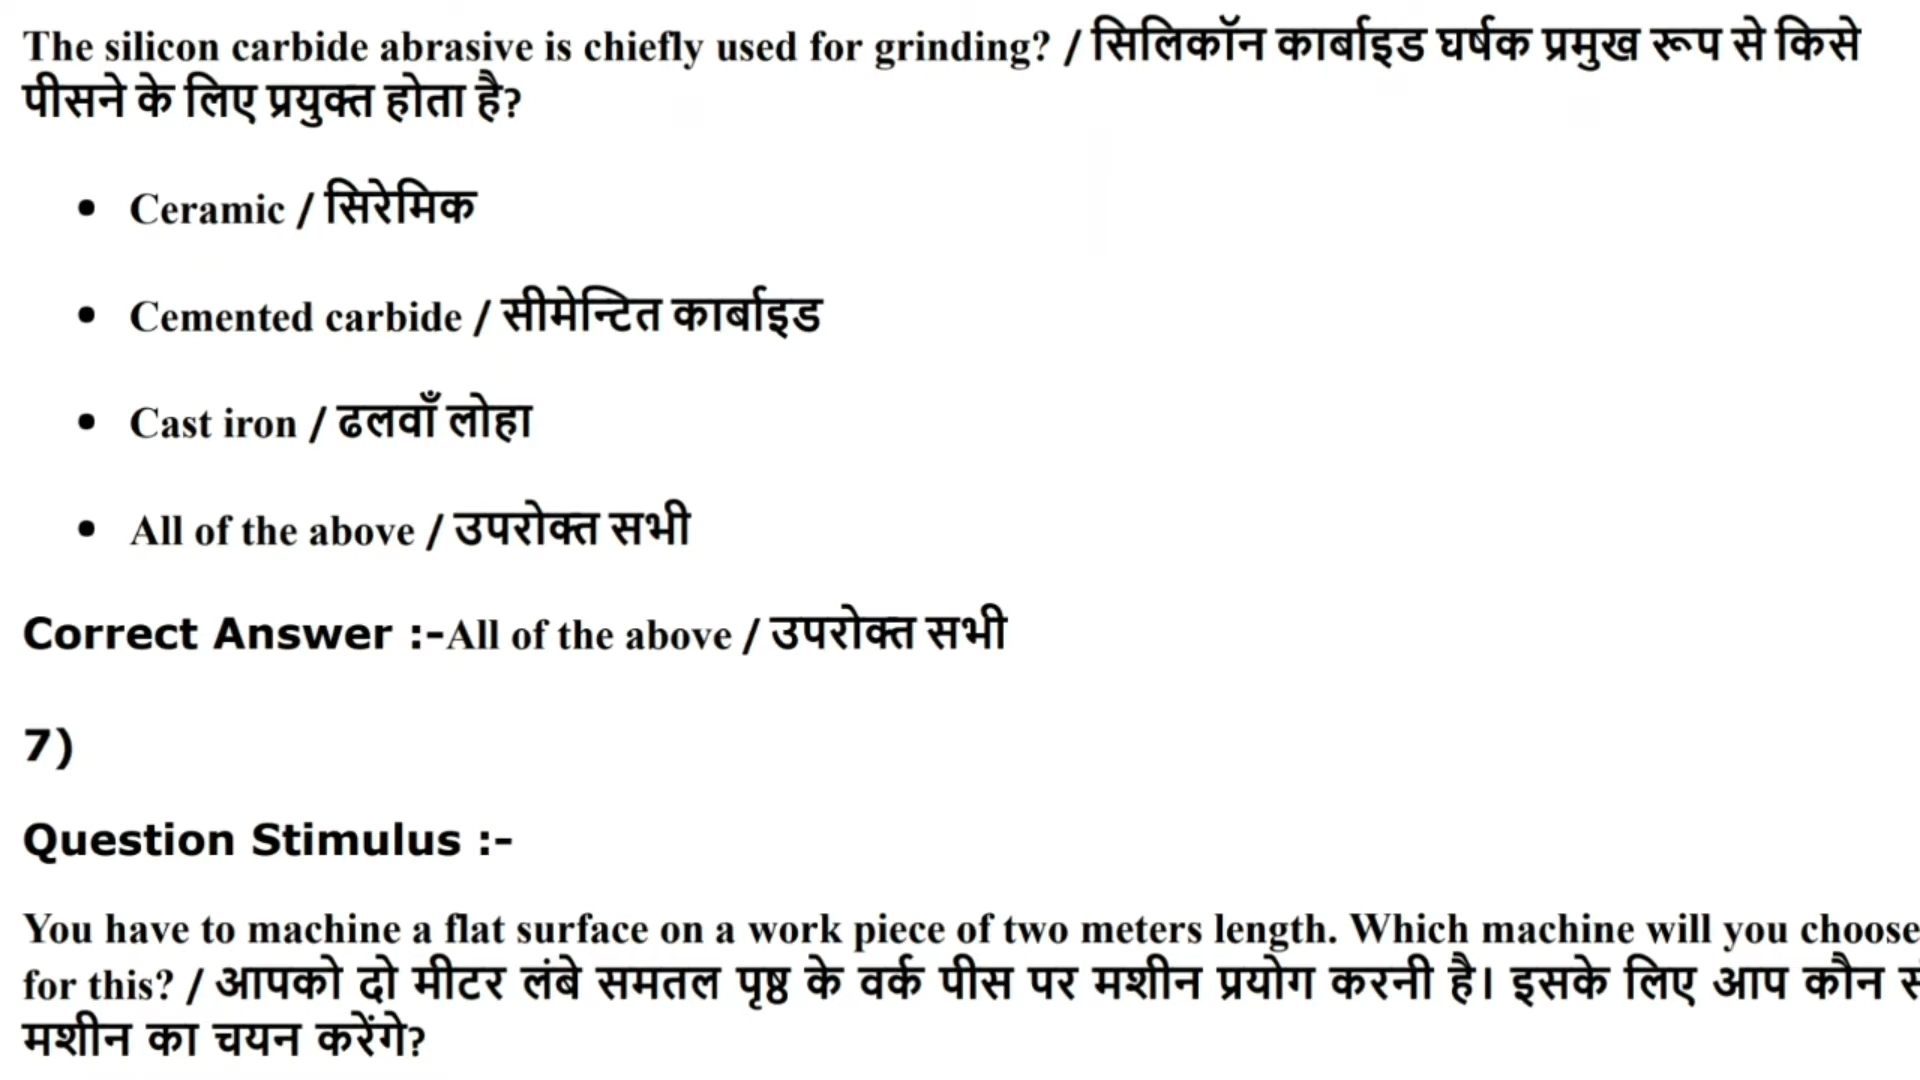 The silicon carbide abrasive is chiefly used for grinding? / सिलिकॉन कार्बाइड घर्षक प्रमुख रूप से किसे
पीसने के लिए प्रयुक्त होता है?
• Ceramic / सिरेमिक
• Cemented carbide / सीमेन्टित कार्बाइड
• Cast iron / ढलवाँ लोहा
• All of the above / उपरोक्त सभी
Correct Answer :-All of the above / उपरोक्त सभी
7)
Question Stimulus :-
You have to machine a flat surface on a work piece of two meters length. Which machine will you choose
for this? / आपको दो मीटर लंबे समतल पृष्ठ के वर्क पीस पर मशीन प्रयोग करनी है। इसके लिए आप कौन
मशीन का चयन करेंगे?